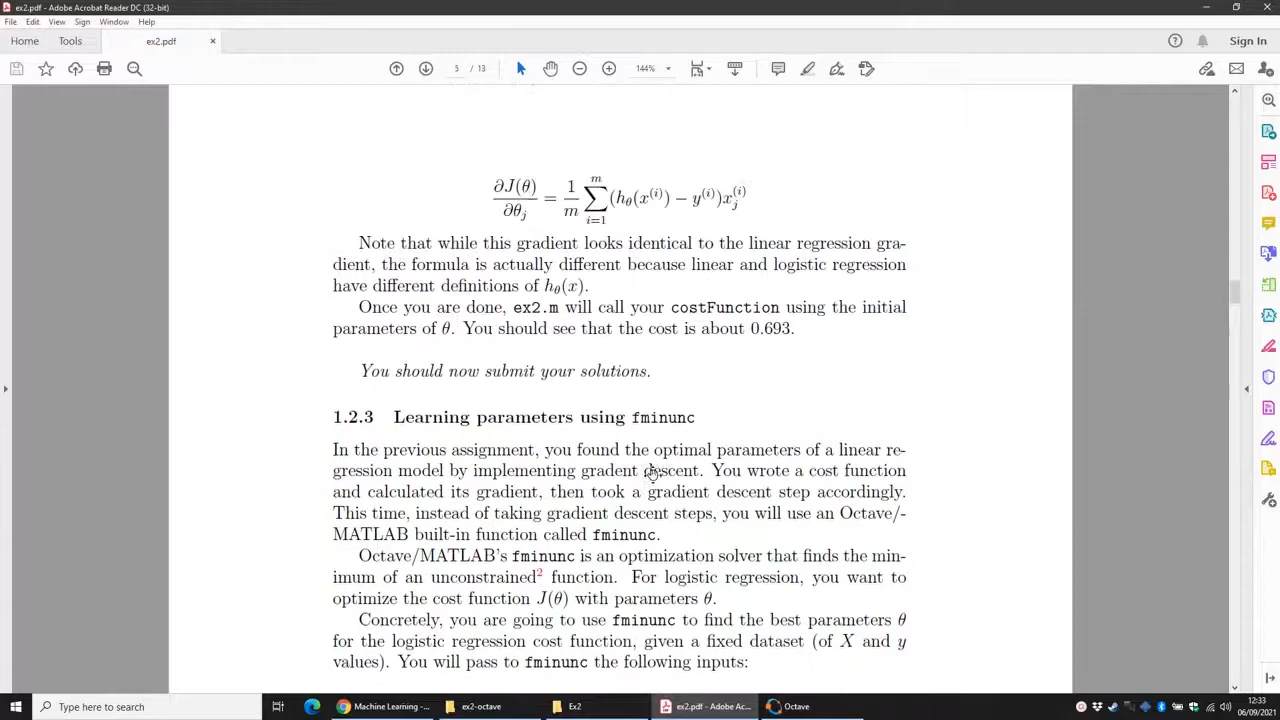 ex2.pdf - Adobe Acrobat Reader DC (32-bit)
File Edit View Sign Window Help
Home Tools ex2.pdf × Sign In
5 / 13 144%
∂J(θ)/∂θ_j = 1/m ∑_{i=1}^{m} (h_θ(x^{(i)}) − y^{(i)})x_j^{(i)}
Note that while this gradient looks identical to the linear regression gra-
dient, the formula is actually different because linear and logistic regression
have different definitions of h_θ(x).
Once you are done, ex2.m will call your costFunction using the initial
parameters of θ. You should see that the cost is about 0.693.
You should now submit your solutions.
1.2.3 Learning parameters using fminunc
In the previous assignment, you found the optimal parameters of a linear re-
gression model by implementing gradent descent. You wrote a cost function
and calculated its gradient, then took a gradient descent step accordingly.
This time, instead of taking gradient descent steps, you will use an Octave/-
MATLAB built-in function called fminunc.
Octave/MATLAB's fminunc is an optimization solver that finds the min-
imum of an unconstrained² function. For logistic regression, you want to
optimize the cost function J(θ) with parameters θ.
Concretely, you are going to use fminunc to find the best parameters θ
for the logistic regression cost function, given a fixed dataset (of X and y
values). You will pass to fminunc the following inputs:
Type here to search Machine Learning -... ex2-octave Ex2 ex2.pdf - Adobe Ac... Octave 12:33
06/09/2021